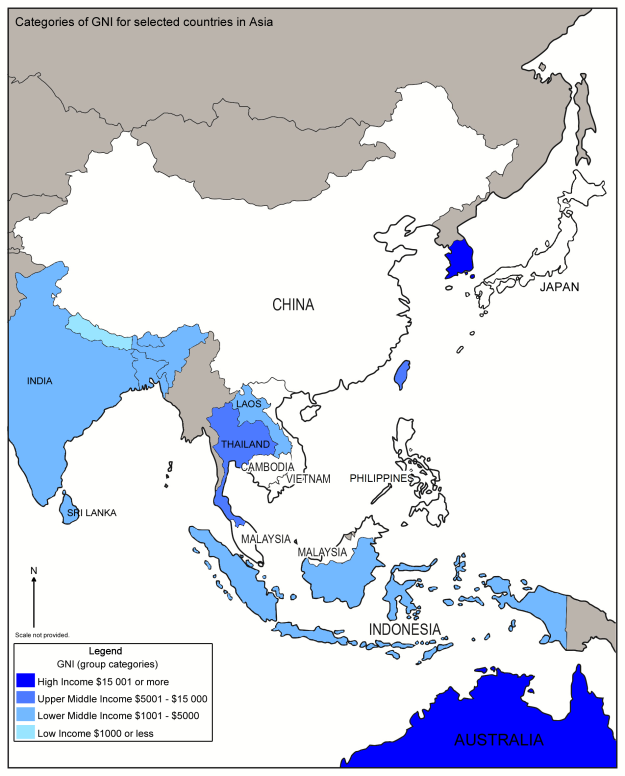 Categories of GNI for selected countries in Asia
CHINA
JAPAN
INDIA
LAOS
THAILAND
CAMBODIA
VIETNAM
PHILIPPINES
SRI LANKA
MALAYSIA
MALAYSIA
N
Scale not provided.
INDONESIA
Legend
GNI (group categories)
High Income $15 001 or more
Upper Middle Income $5001 - $15 000
Lower Middle Income $1001 - $5000
Low Income $1000 or less
AUSTRALIA